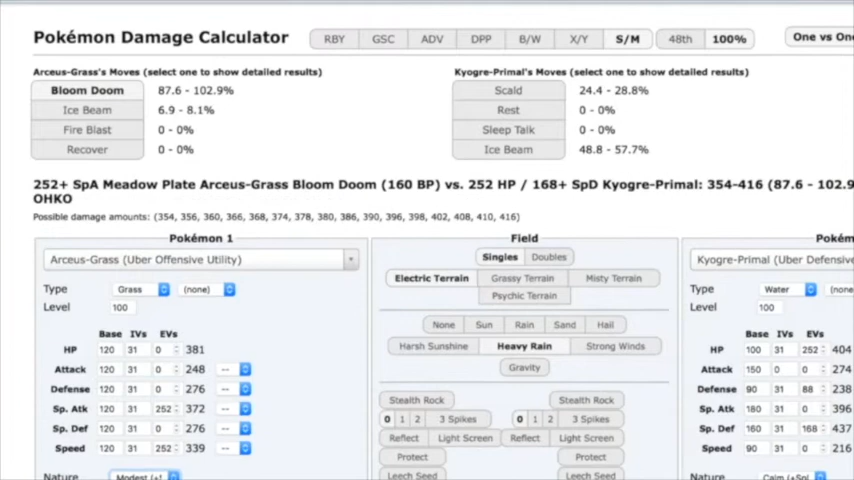 Pokémon Damage Calculator RBY GSC ADV DPP B/W X/Y S/M 48th 100% One vs One
Arceus-Grass's Moves (select one to show detailed results) Kyogre-Primal's Moves (select one to show detailed results)
Bloom Doom 87.6 - 102.9% Scald 24.4 - 28.8%
Ice Beam 6.9 - 8.1% Rest 0 - 0%
Fire Blast 0 - 0% Sleep Talk 0 - 0%
Recover 0 - 0% Ice Beam 48.8 - 57.7%
252+ SpA Meadow Plate Arceus-Grass Bloom Doom (160 BP) vs. 252 HP / 168+ SpD Kyogre-Primal: 354-416 (87.6 - 102.9
OHKO
Possible damage amounts: (354, 356, 360, 366, 368, 374, 378, 380, 386, 390, 396, 398, 402, 408, 410, 416)
Pokémon 1 Field Pokém
Arceus-Grass (Uber Offensive Utility) Singles Doubles Kyogre-Primal (Uber Defensive
Electric Terrain Grassy Terrain Misty Terrain
Type Grass (none) Psychic Terrain Type Water (none
Level 100 Level 100
None Sun Rain Sand Hail
Base IVs EVs Base IVs EVs
HP 120 31 0 381 Harsh Sunshine Heavy Rain Strong Winds HP 100 31 252 404
Attack 120 31 0 248 -- Gravity Attack 150 0 0 274
Defense 120 31 0 276 -- Defense 90 31 88 238
Stealth Rock Stealth Rock
Sp. Atk 120 31 252 372 -- Sp. Atk 180 31 0 396
0 1 2 3 Spikes 0 1 2 3 Spikes
Sp. Def 120 31 0 276 -- Sp. Def 160 31 168 437
Reflect Light Screen Reflect Light Screen
Speed 120 31 252 339 -- Speed 90 31 0 216
Protect Protect
Nature Modest (+ Leech Seed Leech Seed Nature Calm (+Sp